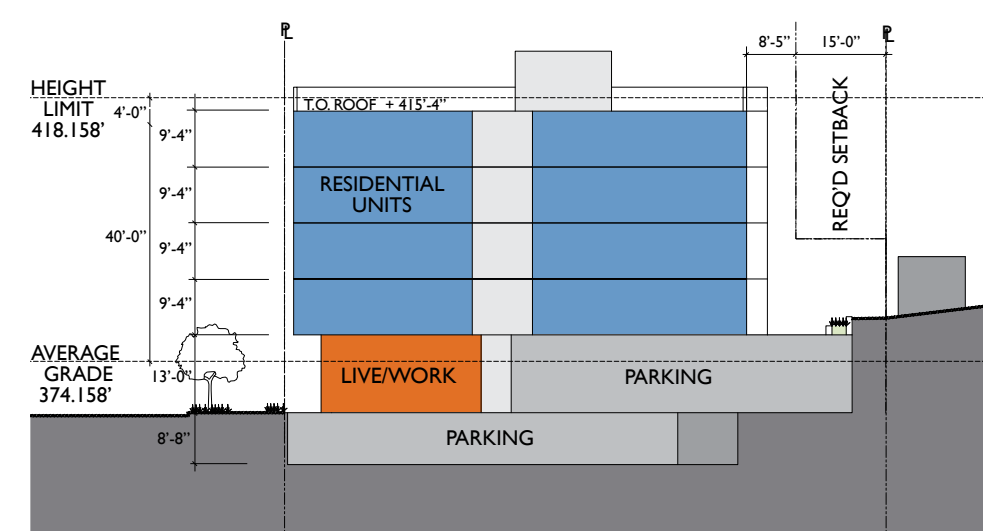 ℄
℄
8'-5"
15'-0"
HEIGHT
LIMIT
418.158'
4'-0"
T.O. ROOF + 415'-4"
9'-4"
REQ'D SETBACK
RESIDENTIAL
UNITS
9'-4"
40'-0"
9'-4"
9'-4"
AVERAGE
GRADE
374.158'
13'-0"
LIVE/WORK
PARKING
8'-8"
PARKING